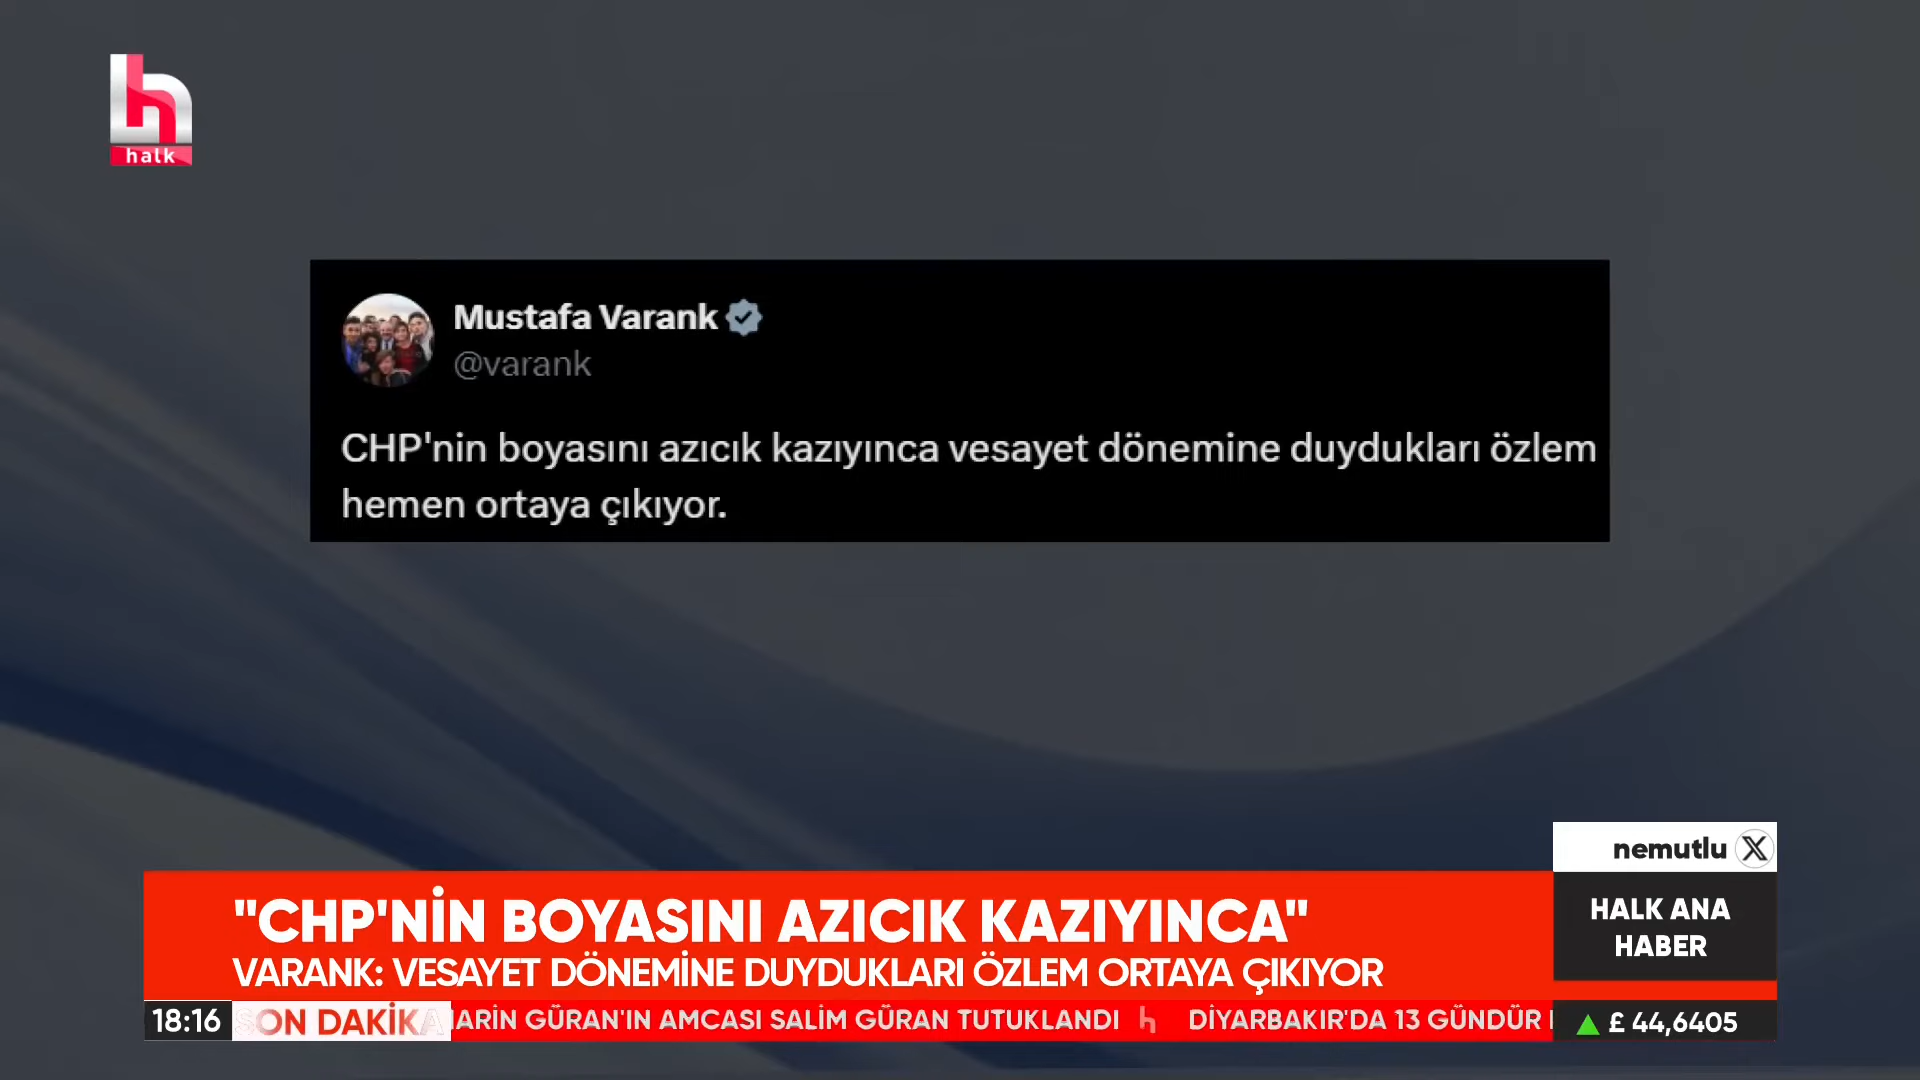 halk
Mustafa Varank
@varank
CHP'nin boyasını azıcık kazıyınca vesayet dönemine duydukları özlem
hemen ortaya çıkıyor.
nemutlu X
"CHP'NİN BOYASINI AZICIK KAZIYINCA"
VARANK: VESAYET DÖNEMİNE DUYDUKLARI ÖZLEM ORTAYA ÇIKIYOR
HALK ANA
HABER
18:16 SON DAKİKA ARİN GÜRAN'IN AMCASI SALİM GÜRAN TUTUKLANDI h DİYARBAKIR'DA 13 GÜNDÜR £ 44,6405